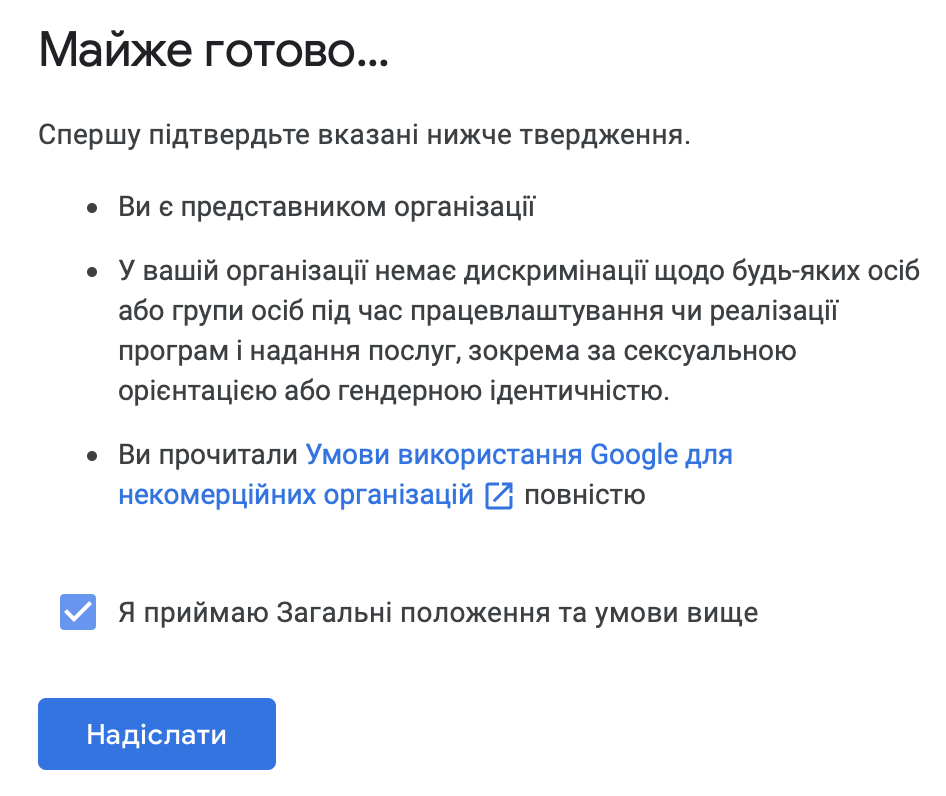 Майже готово...
Спершу підтвердьте вказані нижче твердження.
• Ви є представником організації
• У вашій організації немає дискримінації щодо будь-яких осіб
або групи осіб під час працевлаштування чи реалізації
програм і надання послуг, зокрема за сексуальною
орієнтацією або гендерною ідентичністю.
• Ви прочитали Умови використання Google для
некомерційних організацій повністю
Я приймаю Загальні положення та умови вище
Надіслати